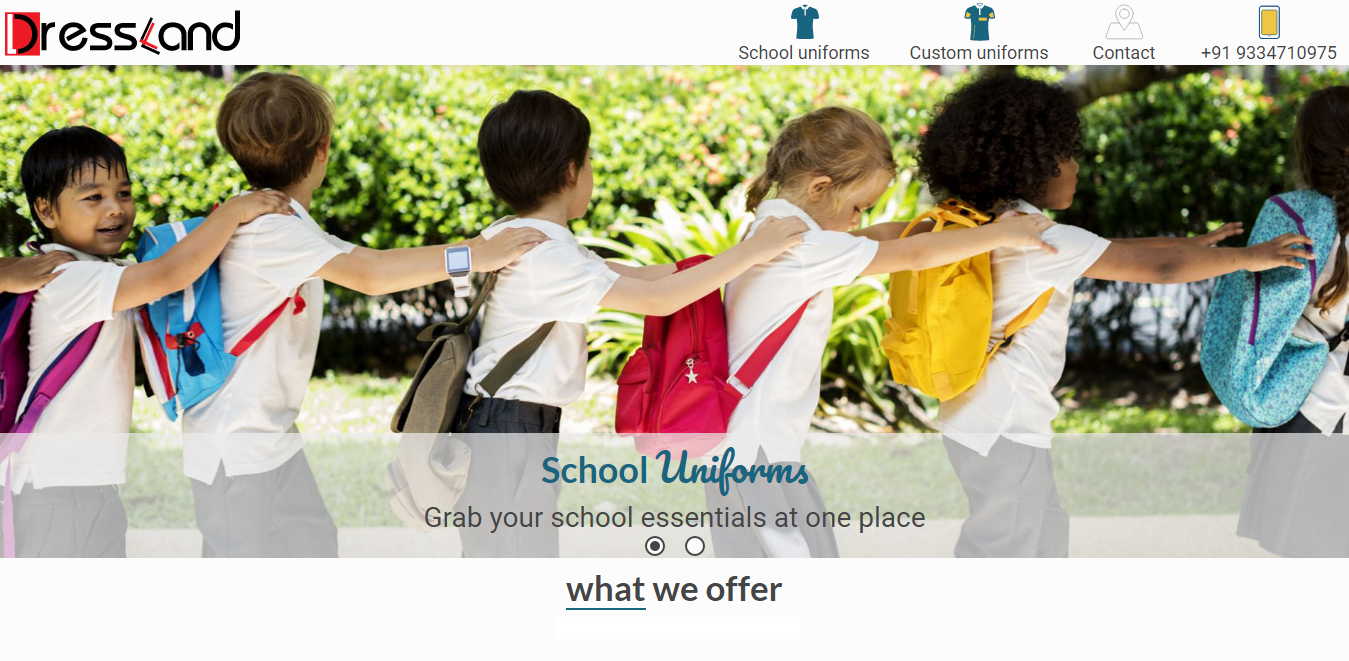 DressLand
School uniforms
Custom uniforms
Contact
+91 9334710975
School Uniforms
Grab your school essentials at one place
what we offer